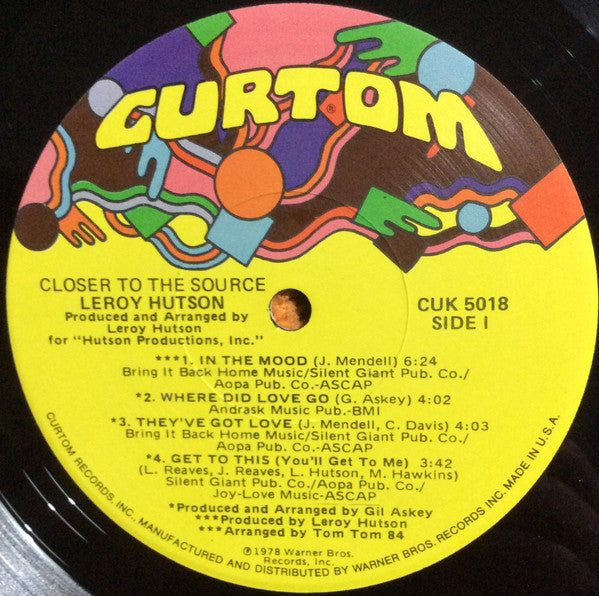 CURTOM
®
CLOSER TO THE SOURCE
LEROY HUTSON
Produced and Arranged by
Leroy Hutson
for "Hutson Productions, Inc."
CUK 5018
SIDE I
***1. IN THE MOOD (J. Mendell) 6:24
Bring It Back Home Music/Silent Giant Pub. Co./
Aopa Pub. Co.-ASCAP
*2. WHERE DID LOVE GO (G. Askey) 4:02
Andrask Music Pub.-BMI
*3. THEY'VE GOT LOVE (J. Mendell, C. Davis) 4:03
Bring It Back Home Music/Silent Giant Pub. Co./
Aopa Pub. Co.-ASCAP
*4. GET TO THIS (You'll Get To Me) 3:42
(L. Reaves, J. Reaves, L. Hutson, M. Hawkins)
Silent Giant Pub. Co./Aopa Pub. Co./
Joy-Love Music-ASCAP
*Produced and Arranged by Gil Askey
***Produced by Leroy Hutson
***Arranged by Tom Tom 84
℗1978 Warner Bros.
Records, Inc.
CURTOM RECORDS, INC., MANUFACTURED AND DISTRIBUTED BY WARNER BROS. RECORDS INC. MADE IN U.S.A.